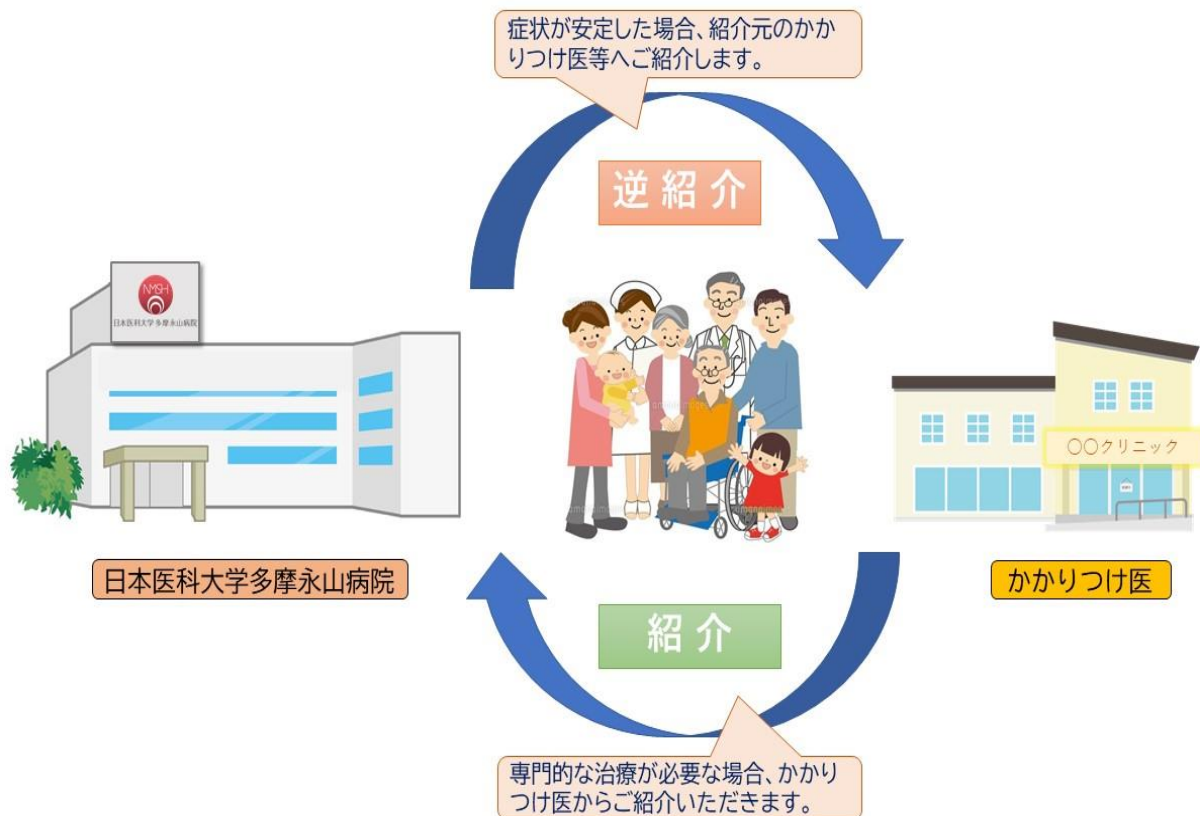 症状が安定した場合、紹介元のかか
りつけ医等へご紹介します。
逆紹介
NMSH
日本医科大学 多摩永山病院
〇〇クリニック
日本医科大学多摩永山病院
かかりつけ医
紹介
専門的な治療が必要な場合、かかり
つけ医からご紹介いただきます。